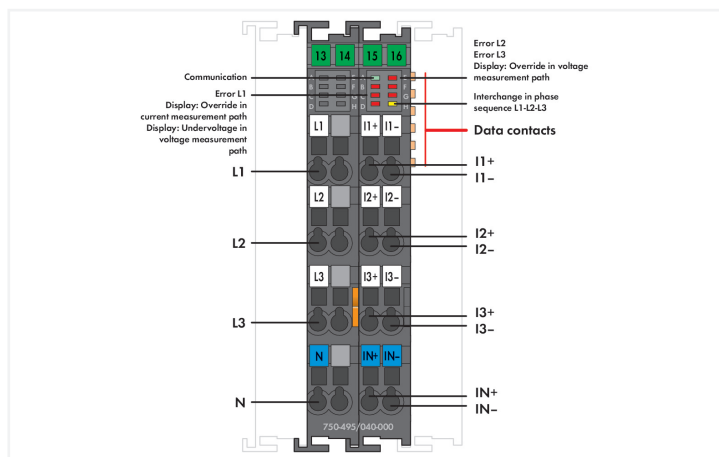 13 14 15 16
Communication
Error L1
Display: Override in
current measurement path
Display: Undervoltage in
voltage measurement
path
Error L2
Error L3
Display: Override in voltage
measurement path
Interchange in phase
sequence L1-L2-L3
Data contacts
A
B F
C G
D H
A
B F
C G
D H
L1 I1+ I1–
L1
I1+
I1–
L2 I2+ I2–
L2
I2+
I2–
L3 I3+ I3–
L3
I3+
I3–
N IN+ IN–
N
IN+
IN–
750-495/040-000